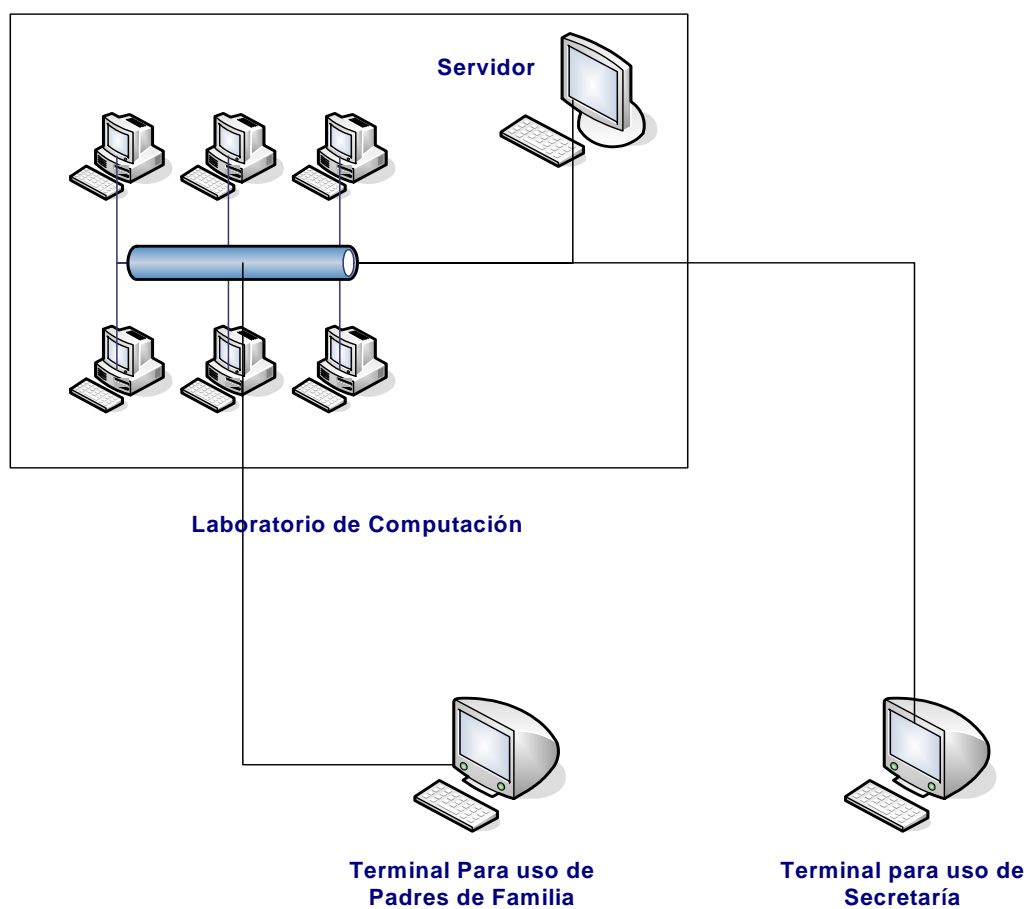 Servidor
Laboratorio de Computación
Terminal Para uso de
Padres de Familia
Terminal para uso de
Secretaría